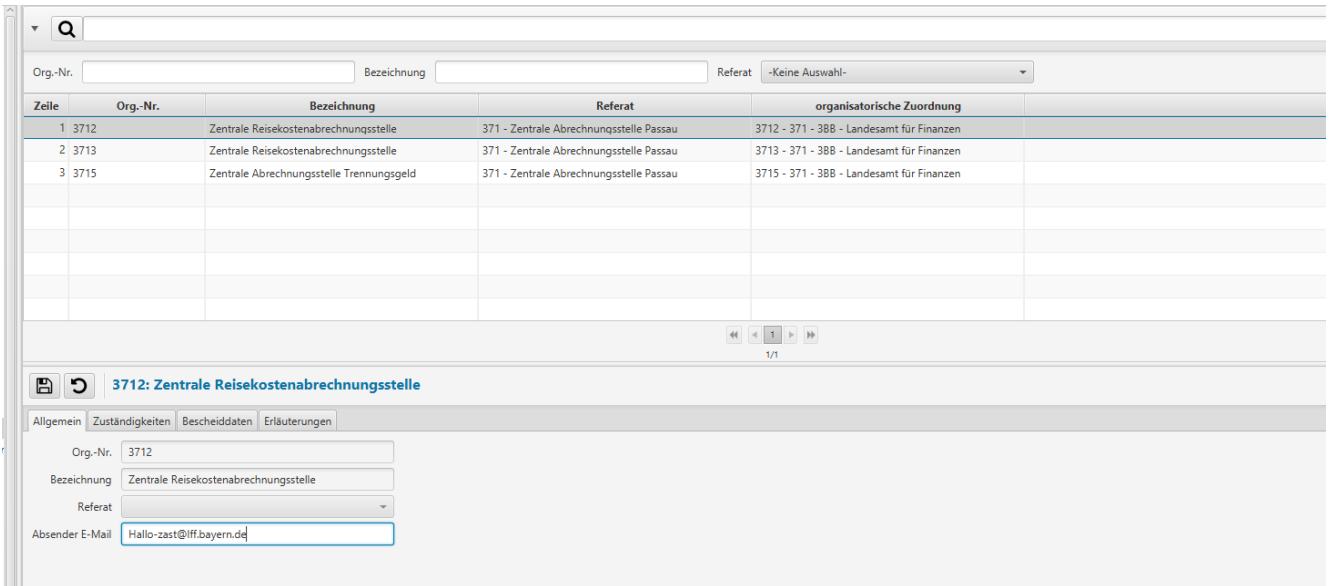 Org.-Nr. Bezeichnung Referat -Keine Auswahl-
Zeile Org.-Nr. Bezeichnung Referat organisatorische Zuordnung
1 3712 Zentrale Reisekostenabrechnungsstelle 371 - Zentrale Abrechnungsstelle Passau 3712 - 371 - 3BB - Landesamt für Finanzen
2 3713 Zentrale Reisekostenabrechnungsstelle 371 - Zentrale Abrechnungsstelle Passau 3713 - 371 - 3BB - Landesamt für Finanzen
3 3715 Zentrale Abrechnungsstelle Trennungsgeld 371 - Zentrale Abrechnungsstelle Passau 3715 - 371 - 3BB - Landesamt für Finanzen
1
1/1
3712: Zentrale Reisekostenabrechnungsstelle
Allgemein Zuständigkeiten Bescheiddaten Erläuterungen
Org.-Nr. 3712
Bezeichnung Zentrale Reisekostenabrechnungsstelle
Referat
Absender E-Mail Hallo-zast@lff.bayern.de